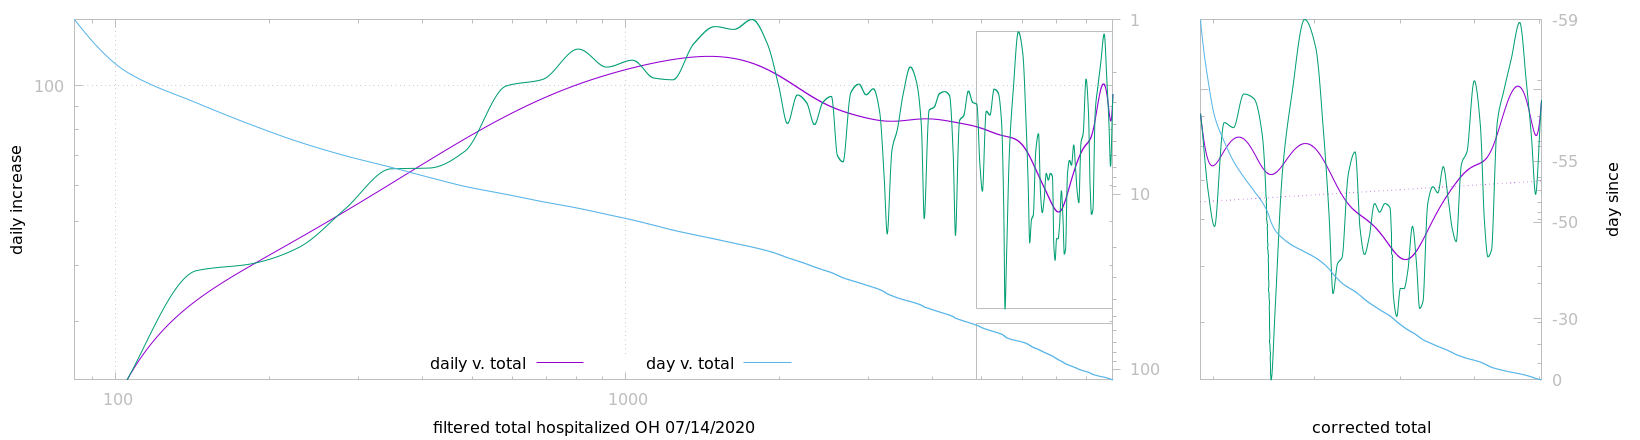 1
-59
100
daily increase
-55
10
-50
day since
-30
daily v. total
day v. total
100
0
100
1000
filtered total hospitalized OH 07/14/2020
corrected total